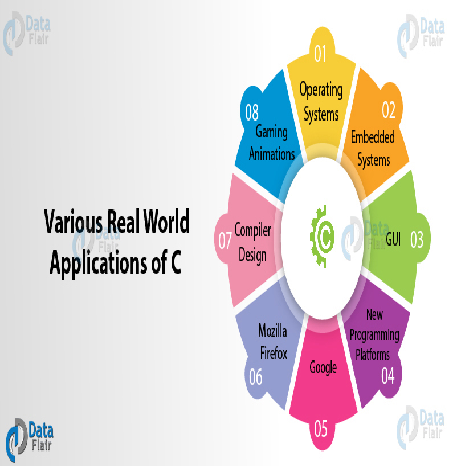 Data
Flair
Data
Flair
Various Real World
Applications of C
Data
Flair
01
Operating
Systems
02
Embedded
Systems
GUI 03
Data
Flair
New
Programming
Platforms
04
Google
05
Mozilla
Firefox
06
07 Compiler
Design
08
Gaming
Animations
C
Data
Flair
Data
Flair